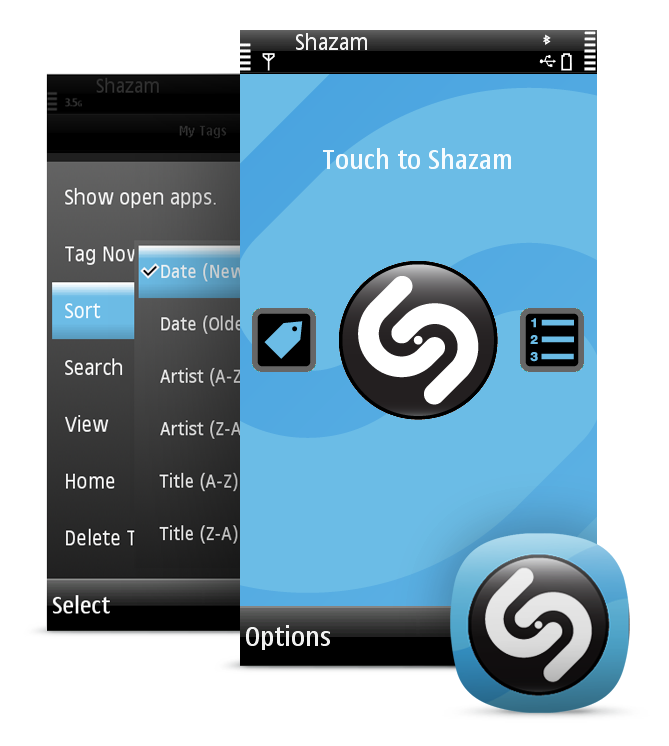 Shazam
3.5G
My Tags
Show open apps.
Tag Nov
Sort
Search
View
Home
Delete T
Date (New
Date (Olde
Artist (A-Z
Artist (Z-A
Title (A-Z)
Title (Z-A)
Select
Shazam
Touch to Shazam
1
2
3
Options